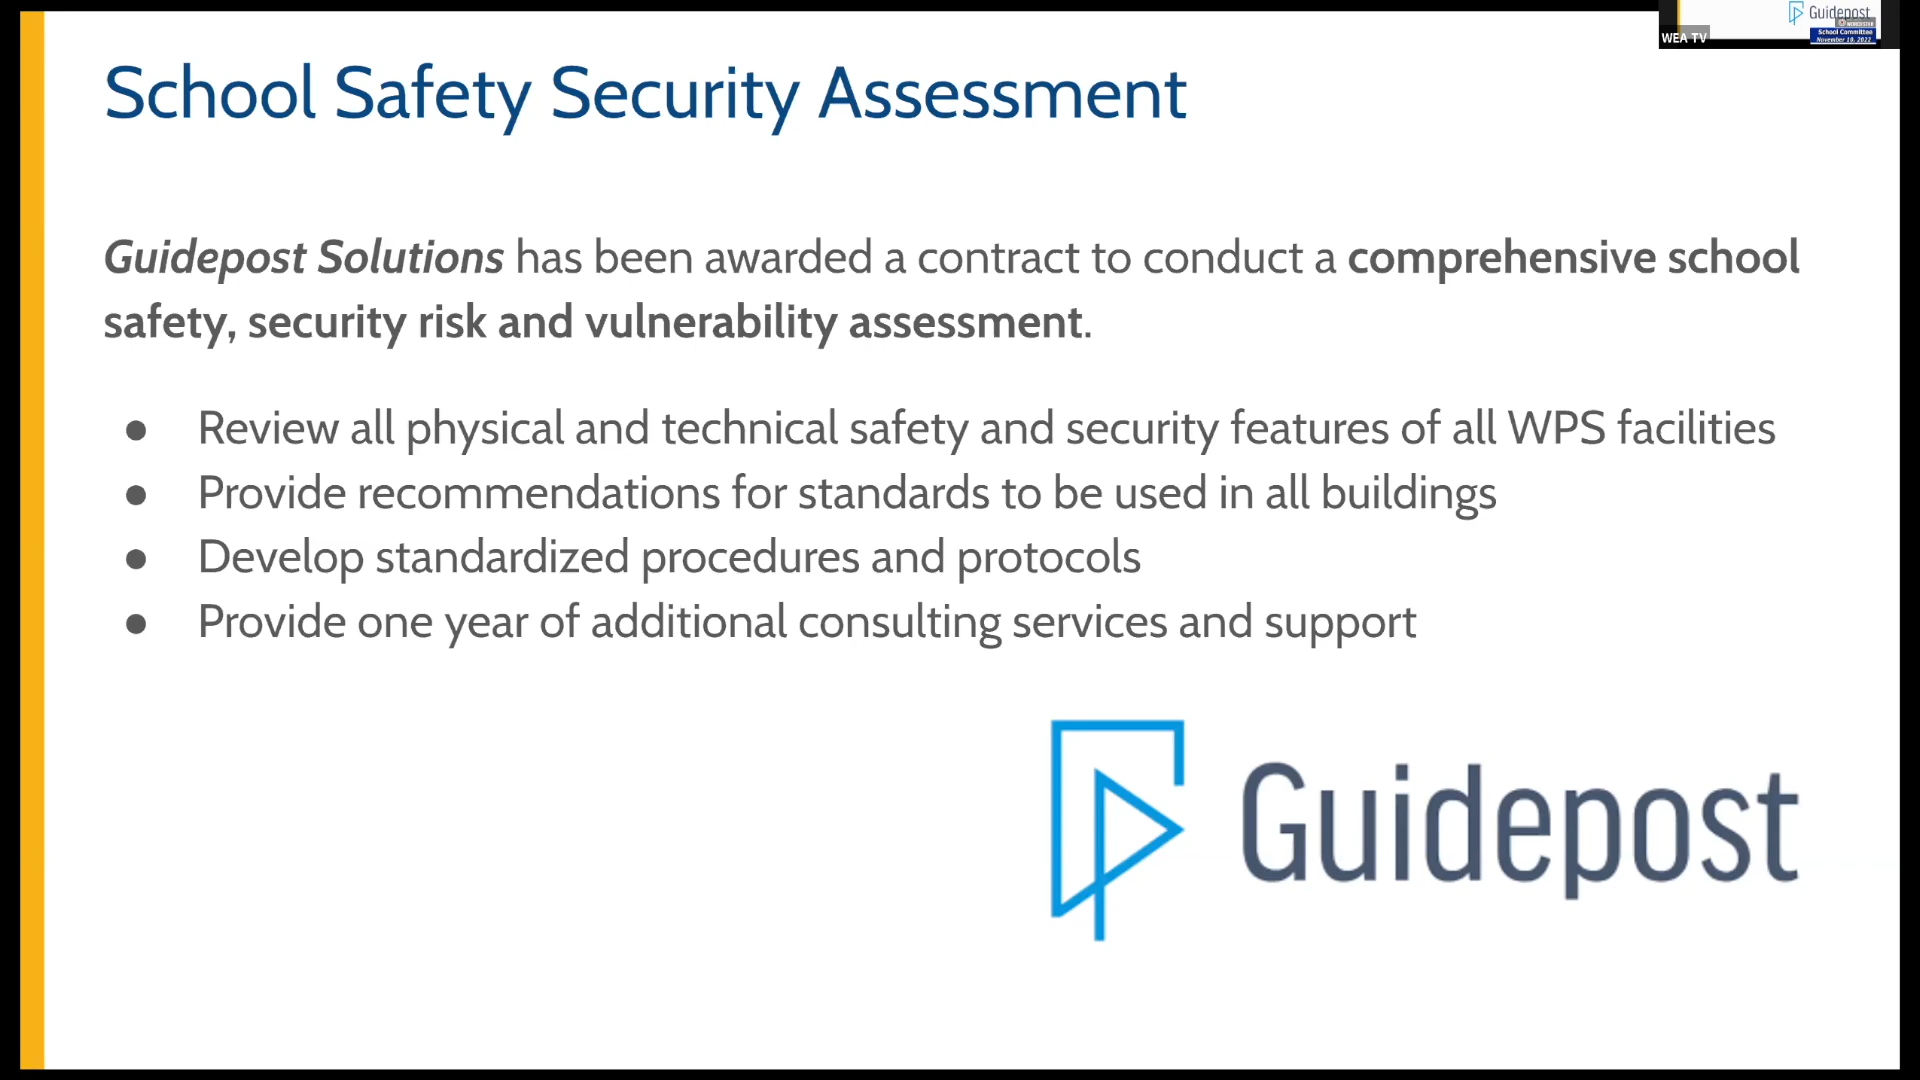 School Safety Security Assessment
Guidepost Solutions has been awarded a contract to conduct a comprehensive school
safety, security risk and vulnerability assessment.
● Review all physical and technical safety and security features of all WPS facilities
● Provide recommendations for standards to be used in all buildings
● Develop standardized procedures and protocols
● Provide one year of additional consulting services and support
Guidepost
Guidepost
WORCESTER
WEA TV
School Committee